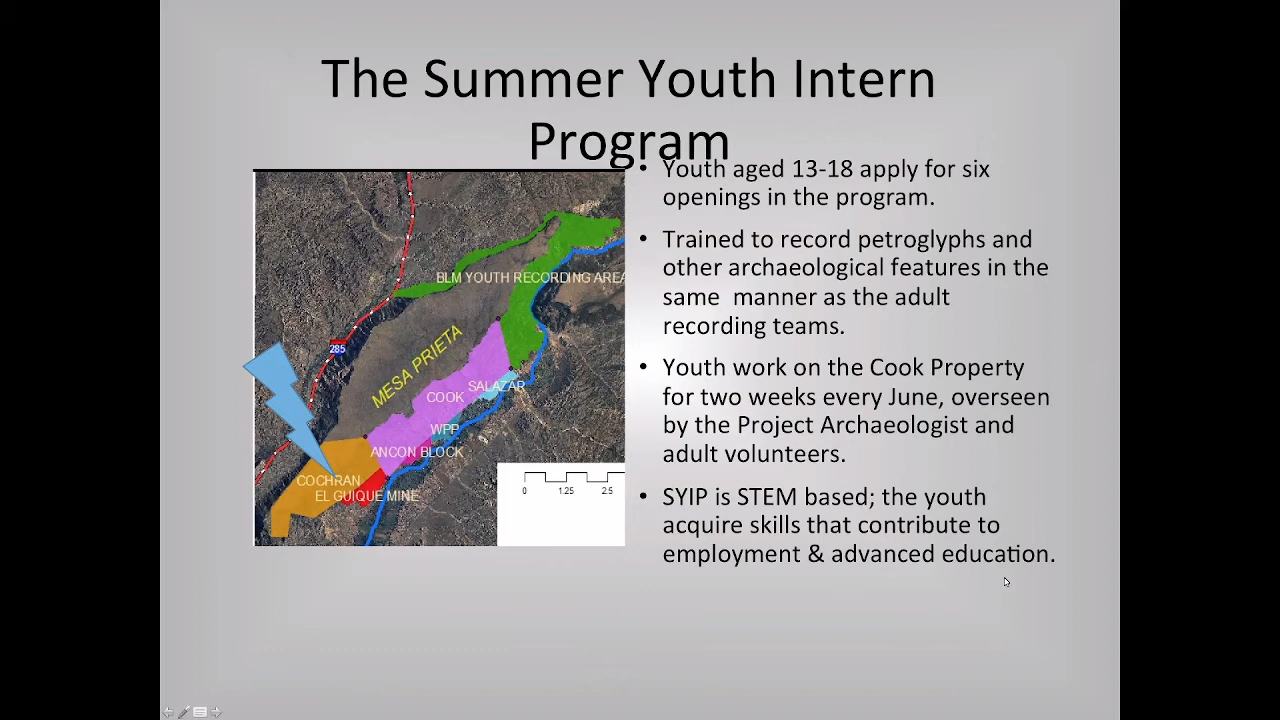 The Summer Youth Intern
Program
• Youth aged 13-18 apply for six
openings in the program.
• Trained to record petroglyphs and
other archaeological features in the
same  manner as the adult
recording teams.
• Youth work on the Cook Property
for two weeks every June, overseen
by the Project Archaeologist and
adult volunteers.
• SYIP is STEM based; the youth
acquire skills that contribute to
employment & advanced education.
BLM YOUTH RECORDING AREA
285
MESA PRIETA
SALAZAR
COOK
WPP
ANCON BLOCK
COCHRAN
EL GUIQUE MINE
0 1.25 2.5